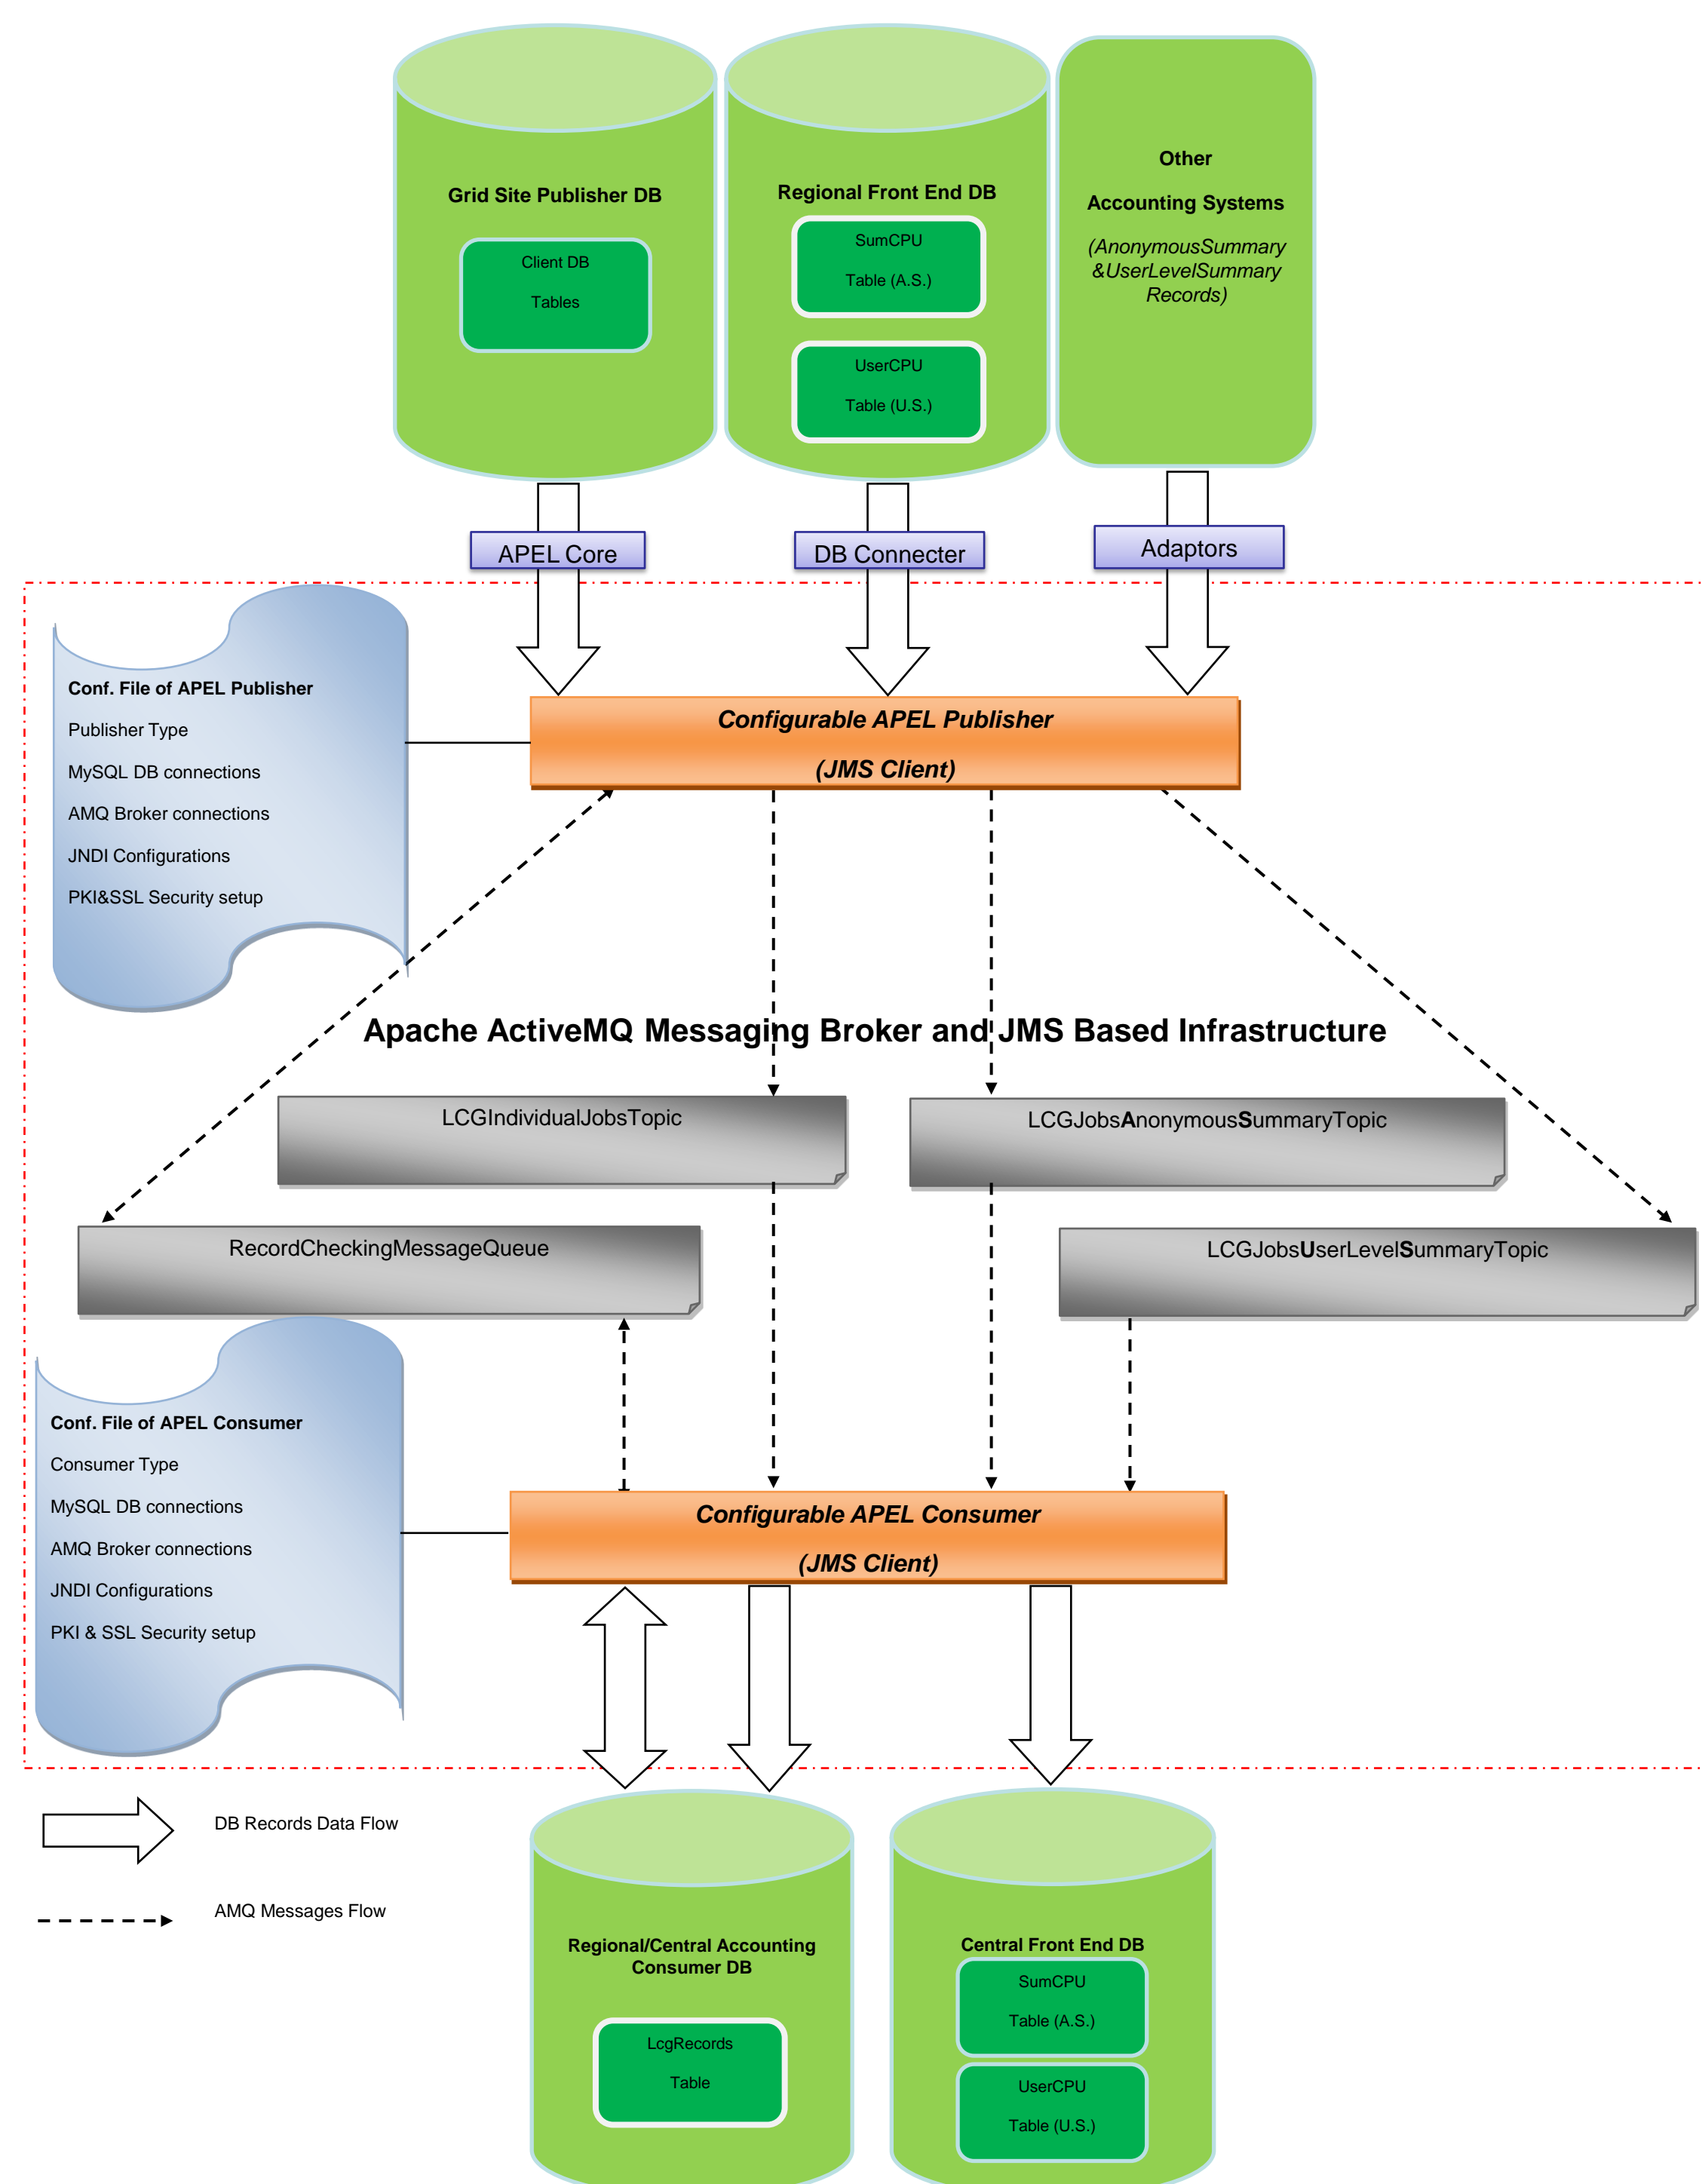 Grid Site Publisher DB
Client DB
Tables
Regional Front End DB
SumCPU
Table (A.S.)
UserCPU
Table (U.S.)
Other
Accounting Systems
(AnonymousSummary
&UserLevelSummary
Records)
APEL Core
DB Connecter
Adaptors
Conf. File of APEL Publisher
Publisher Type
MySQL DB connections
AMQ Broker connections
JNDI Configurations
PKI&SSL Security setup
Configurable APEL Publisher
(JMS Client)
Apache ActiveMQ Messaging Broker and JMS Based Infrastructure
LCGIndividualJobsTopic
LCGJobsAnonymousSummaryTopic
RecordCheckingMessageQueue
LCGJobsUserLevelSummaryTopic
Conf. File of APEL Consumer
Consumer Type
MySQL DB connections
AMQ Broker connections
JNDI Configurations
PKI & SSL Security setup
Configurable APEL Consumer
(JMS Client)
DB Records Data Flow
AMQ Messages Flow
Regional/Central Accounting
Consumer DB
LcgRecords
Table
Central Front End DB
SumCPU
Table (A.S.)
UserCPU
Table (U.S.)